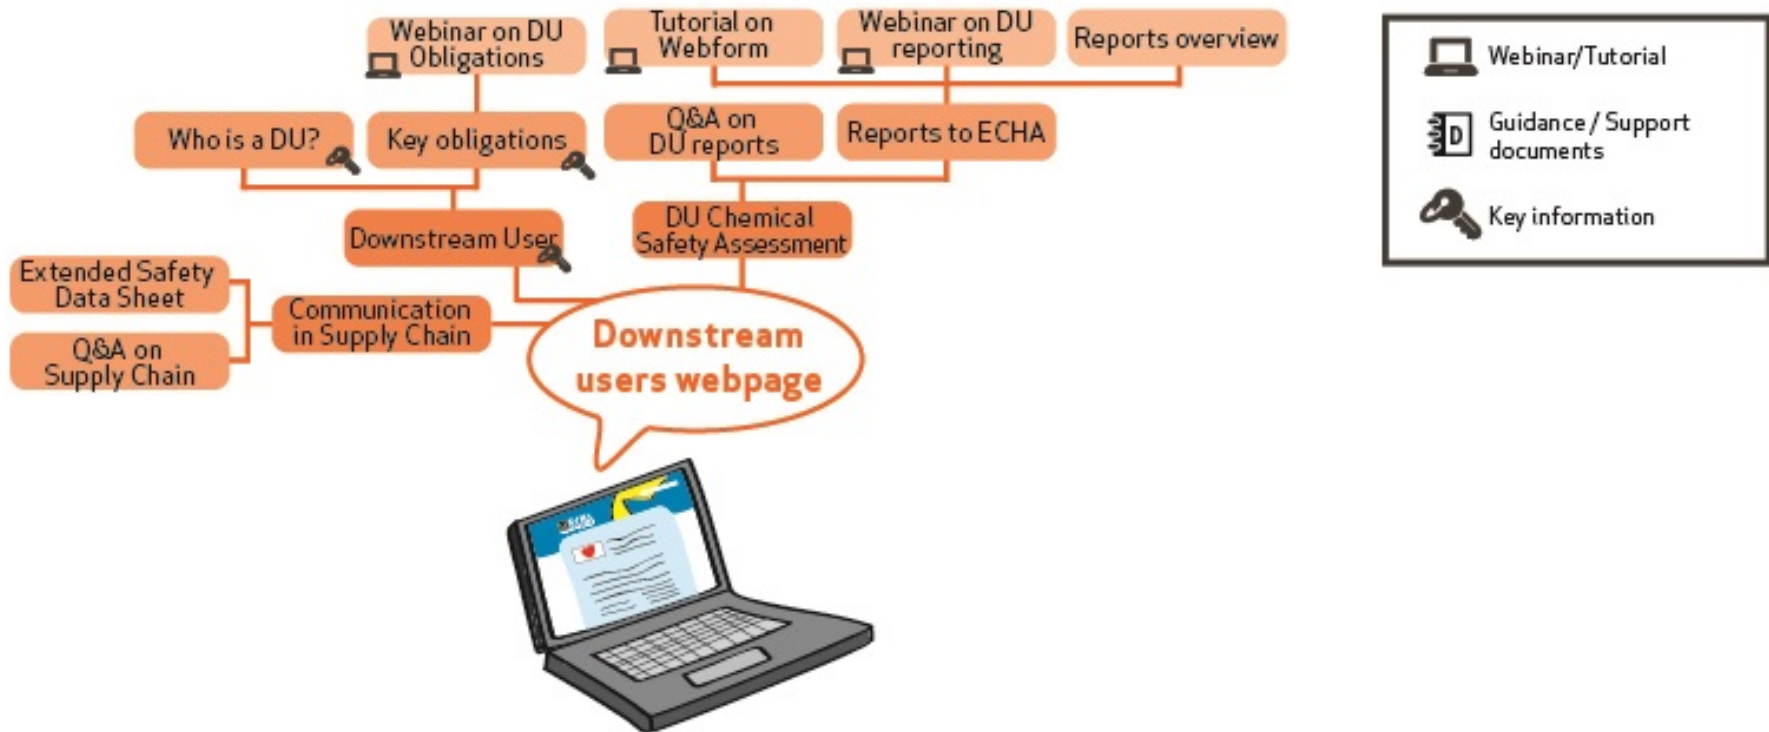 Webinar on DU
Obligations
Tutorial on
Webform
Webinar on DU
reporting
Reports overview
Who is a DU?
Key obligations
Q&A on
DU reports
Reports to ECHA
Downstream User
DU Chemical
Safety Assessment
Extended Safety
Data Sheet
Communication
in Supply Chain
Q&A on
Supply Chain
Downstream
users webpage
ECHA
Webinar/Tutorial
D
Guidance / Support
documents
Key information